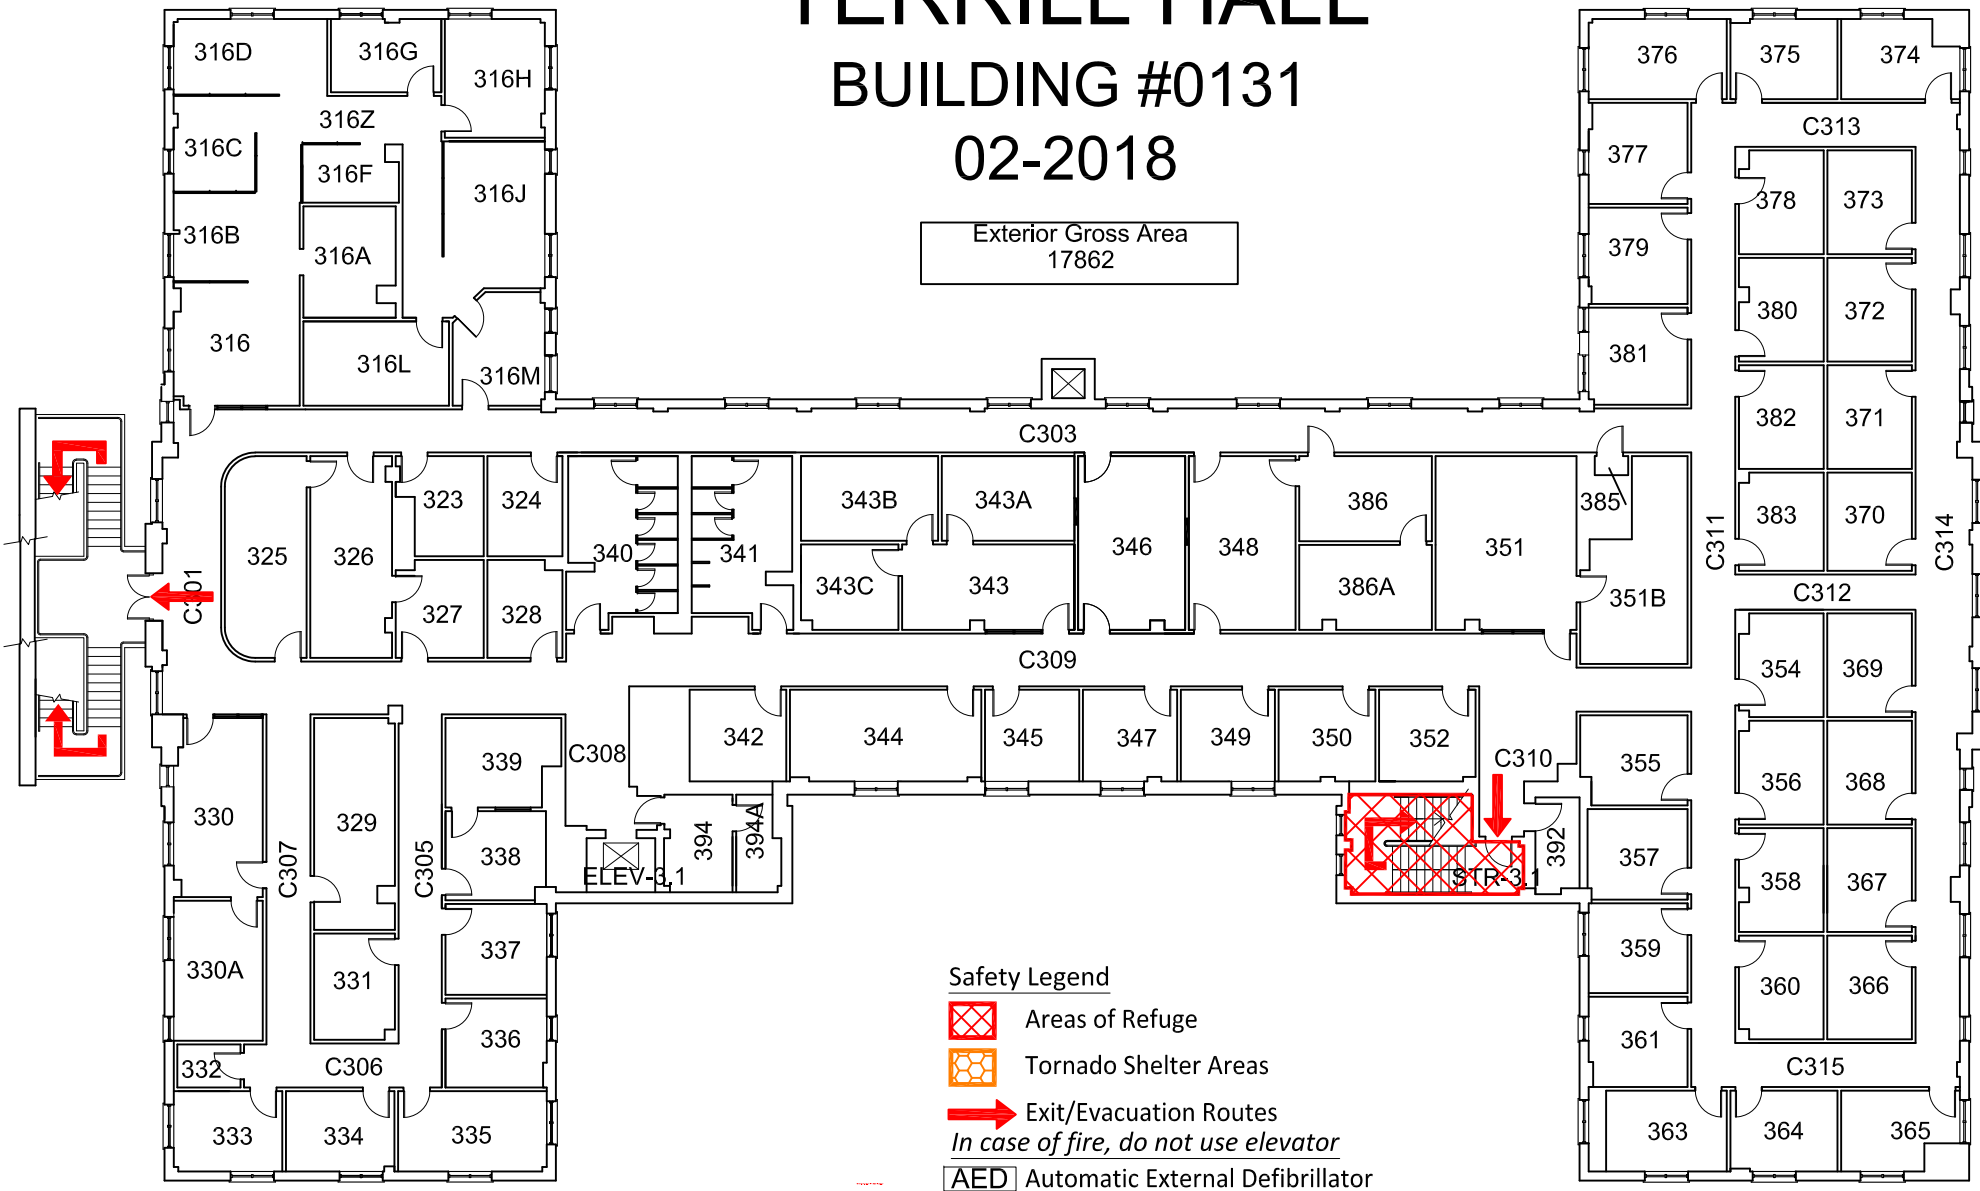 TERRILL HALL
BUILDING #0131
02-2018
Exterior Gross Area
17862
316D
316G
316H
316Z
316C
316F
316J
316B
316A
316
316L
316M
376
375
374
C313
377
378
373
379
380
372
381
382
371
C303
323
324
343B
343A
386
385
383
370
325
326
340
341
346
348
351
C311
C314
C301
327
328
343C
343
386A
351B
C312
C309
354
369
339
C308
342
344
345
347
349
350
352
C310
355
356
368
330
329
338
394
394A
392
357
C307
C305
ELEV-3.1
STR-3.1
358
367
337
359
330A
331
360
366
336
361
332
C306
C315
333
334
335
363
364
365
Safety Legend
Areas of Refuge
Tornado Shelter Areas
Exit/Evacuation Routes
In case of fire, do not use elevator
AED Automatic External Defibrillator